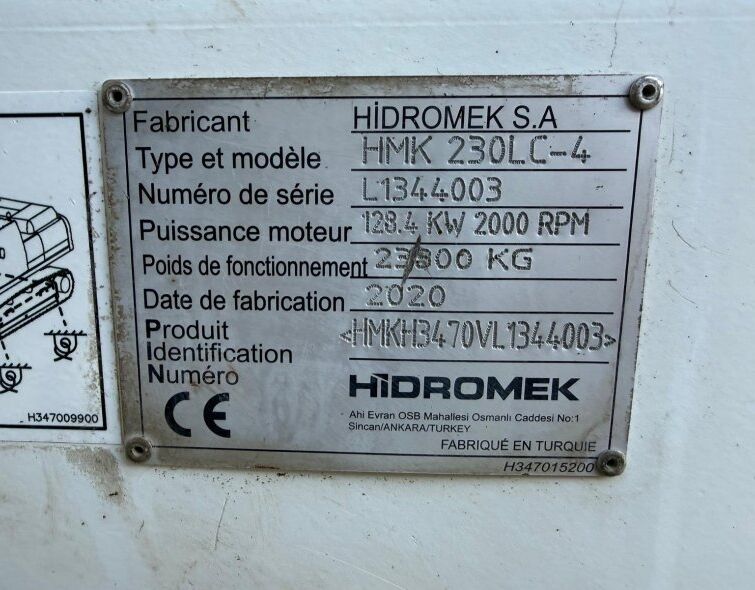 Fabricant HİDROMEK S.A
Type et modèle HMK 230LC-4
Numéro de série L1344003
Puissance moteur 128.4 KW 2000 RPM
Poids de fonctionnement 23800 KG
Date de fabrication 2020
Produit
Identification <HMKH3470VL1344003>
Numéro
HİDROMEK
CE
Ahi Evran OSB Mahallesi Osmanlı Caddesi No:1
Sincan/ANKARA/TURKEY
FABRIQUÉ EN TURQUIE
H347015200
H347009900